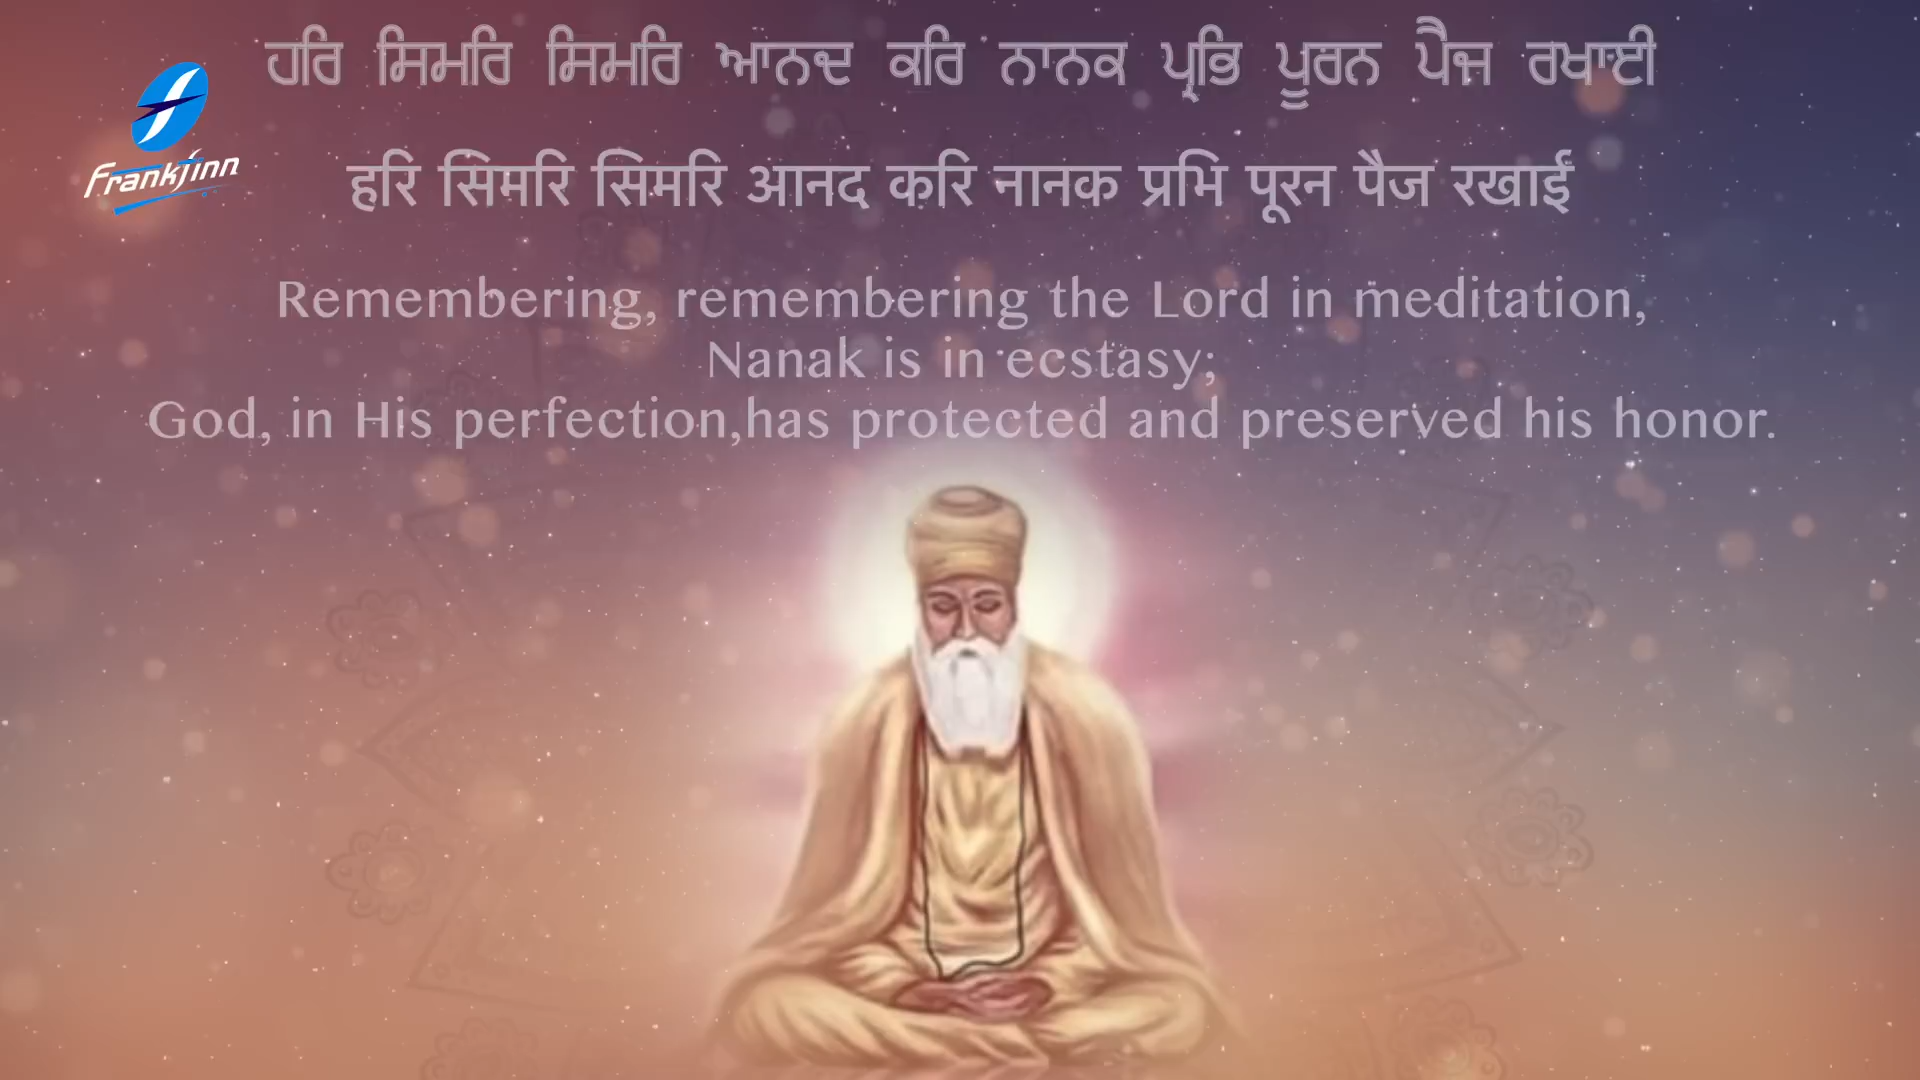 ਹਰਿ ਸਿਮਰਿ ਸਿਮਰਿ ਆਨਦ ਕਰਿ ਨਾਨਕ ਪ੍ਰਭਿ ਪੂਰਨ ਪੈਜ ਰਖਾਈ
Frankfinn
हरि सिमरि सिमरि आनद करि नानक प्रभि पूरन पैज रखाई
Remembering, remembering the Lord in meditation,
Nanak is in ecstasy;
God, in His perfection,has protected and preserved his honor.